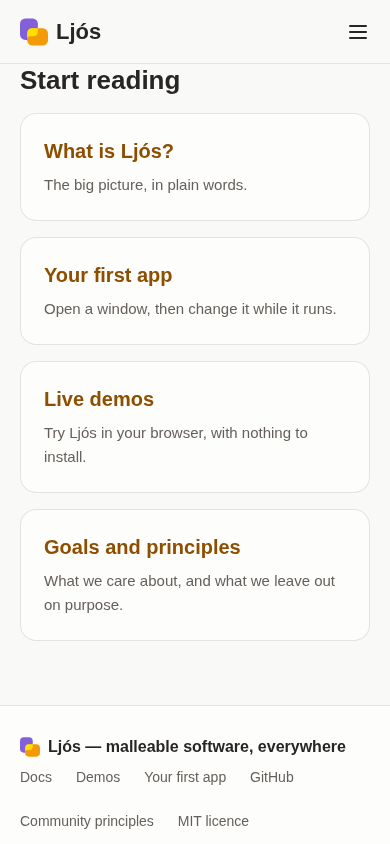 Ljós
Start reading
What is Ljós?
The big picture, in plain words.
Your first app
Open a window, then change it while it runs.
Live demos
Try Ljós in your browser, with nothing to
install.
Goals and principles
What we care about, and what we leave out
on purpose.
Ljós — malleable software, everywhere
Docs Demos Your first app GitHub
Community principles MIT licence